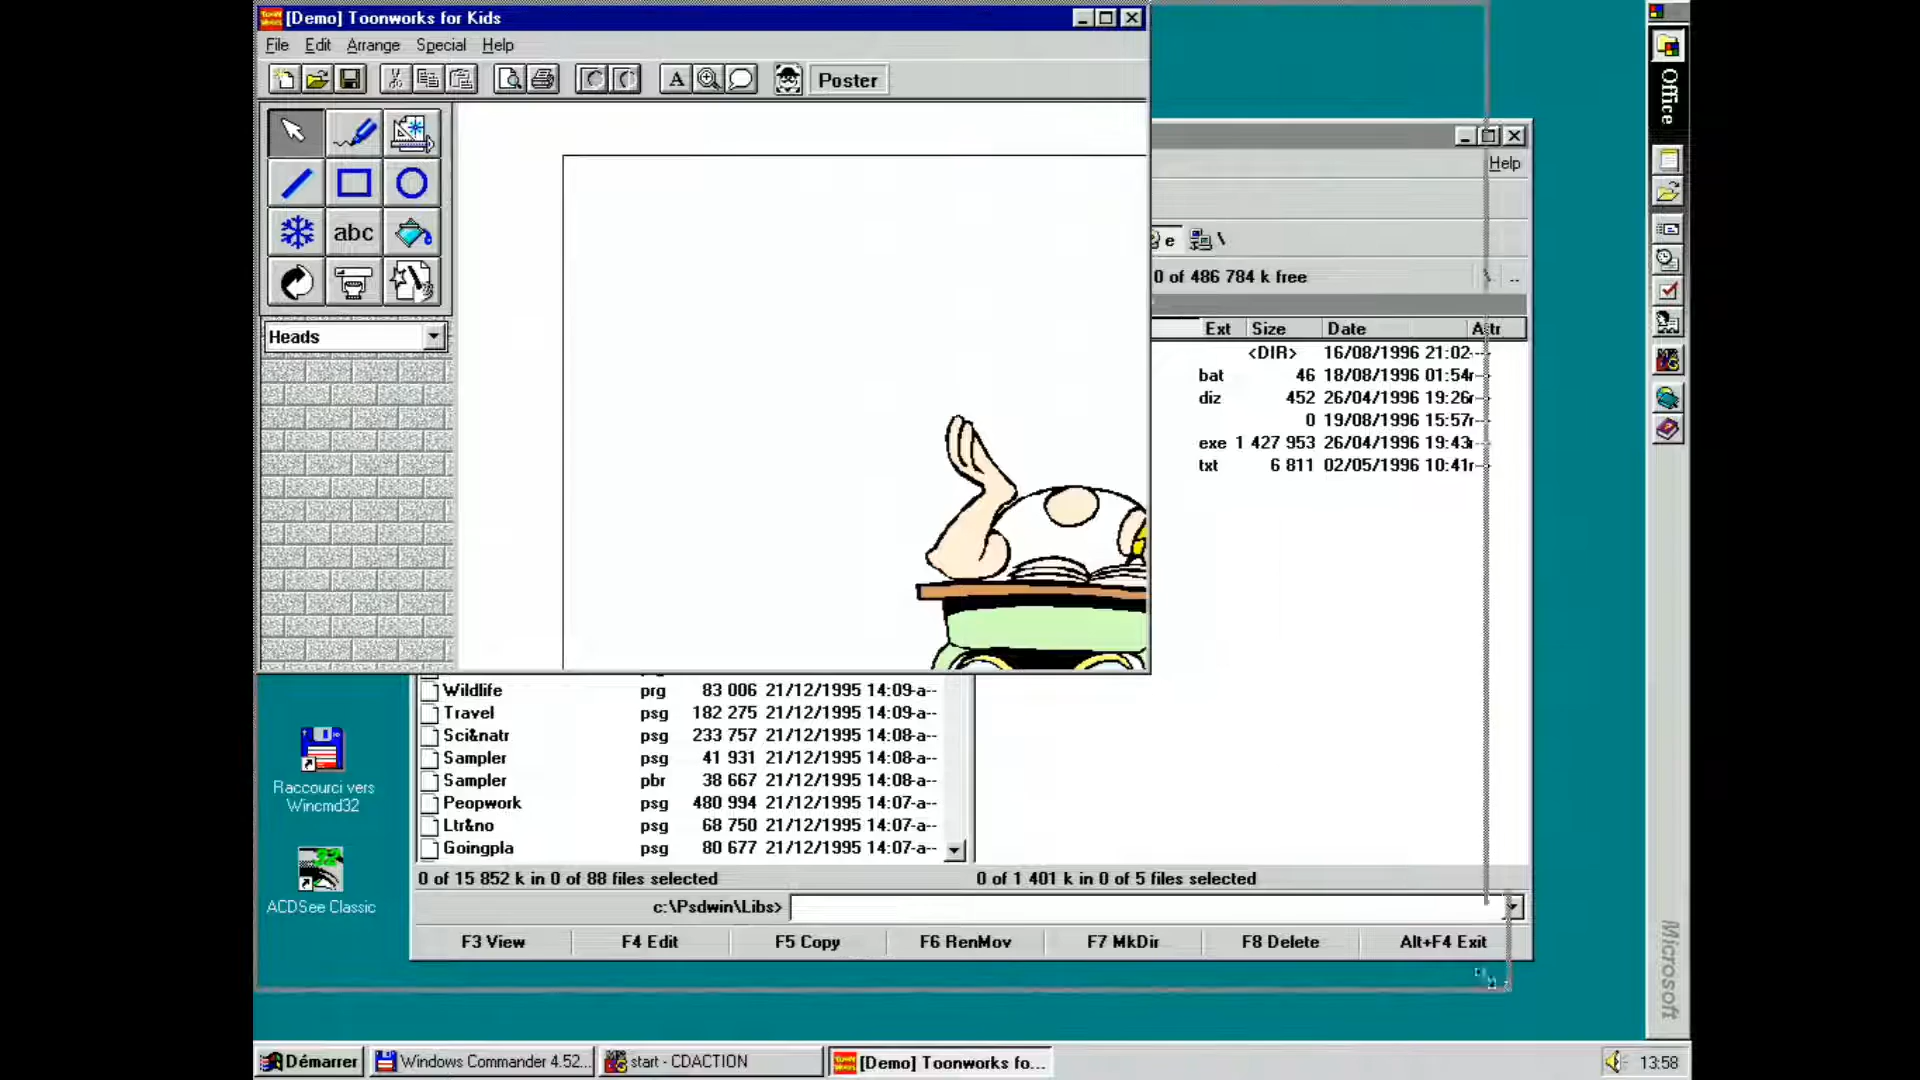 [Demo] Toonworks for Kids
File Edit Arrange Special Help
A Poster
abc
Heads
Help
e \
0 of 486 784 k free \ ..
Ext Size Date Attr
<DIR> 16/08/1996 21:02---
bat 46 18/08/1996 01:54r--
diz 452 26/04/1996 19:26r--
0 19/08/1996 15:57r--
exe 1 427 953 26/04/1996 19:43r--
txt 6 811 02/05/1996 10:41r--
Wildlife prg 83 006 21/12/1995 14:09-a--
Travel psg 182 275 21/12/1995 14:09-a--
Sci&natr psg 233 757 21/12/1995 14:08-a--
Sampler psg 41 931 21/12/1995 14:08-a--
Sampler pbr 38 667 21/12/1995 14:08-a--
Peopwork psg 480 994 21/12/1995 14:07-a--
Ltr&no psg 68 750 21/12/1995 14:07-a--
Goingpla psg 80 677 21/12/1995 14:07-a--
0 of 15 852 k in 0 of 88 files selected
0 of 1 401 k in 0 of 5 files selected
c:\Psdwin\Libs>
F3 View F4 Edit F5 Copy F6 RenMov F7 MkDir F8 Delete Alt+F4 Exit
Raccourci vers
Wincmd32
ACDSee Classic
Office
Microsoft
Démarrer Windows Commander 4.52... start - CDACTION [Demo] Toonworks fo... 13:58